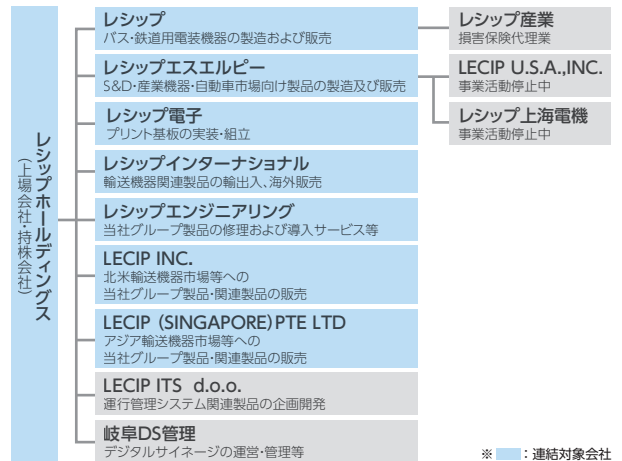 レシップホールディングス
（上場会社・持株会社）
レシップ
バス・鉄道用電装機器の製造および販売
レシップエスエルピー
S&D・産業機器・自動車市場向け製品の製造及び販売
レシップ電子
プリント基板の実装・組立
レシップインターナショナル
輸送機器関連製品の輸出入、海外販売
レシップエンジニアリング
当社グループ製品の修理および導入サービス等
LECIP INC.
北米輸送機器市場等への
当社グループ製品・関連製品の販売
LECIP (SINGAPORE) PTE LTD
アジア輸送機器市場等への
当社グループ製品・関連製品の販売
LECIP ITS d.o.o.
運行管理システム関連製品の企画開発
岐阜DS管理
デジタルサイネージの運営・管理等
レシップ産業
損害保険代理業
LECIP U.S.A.,INC.
事業活動停止中
レシップ上海電機
事業活動停止中
※ ：連結対象会社